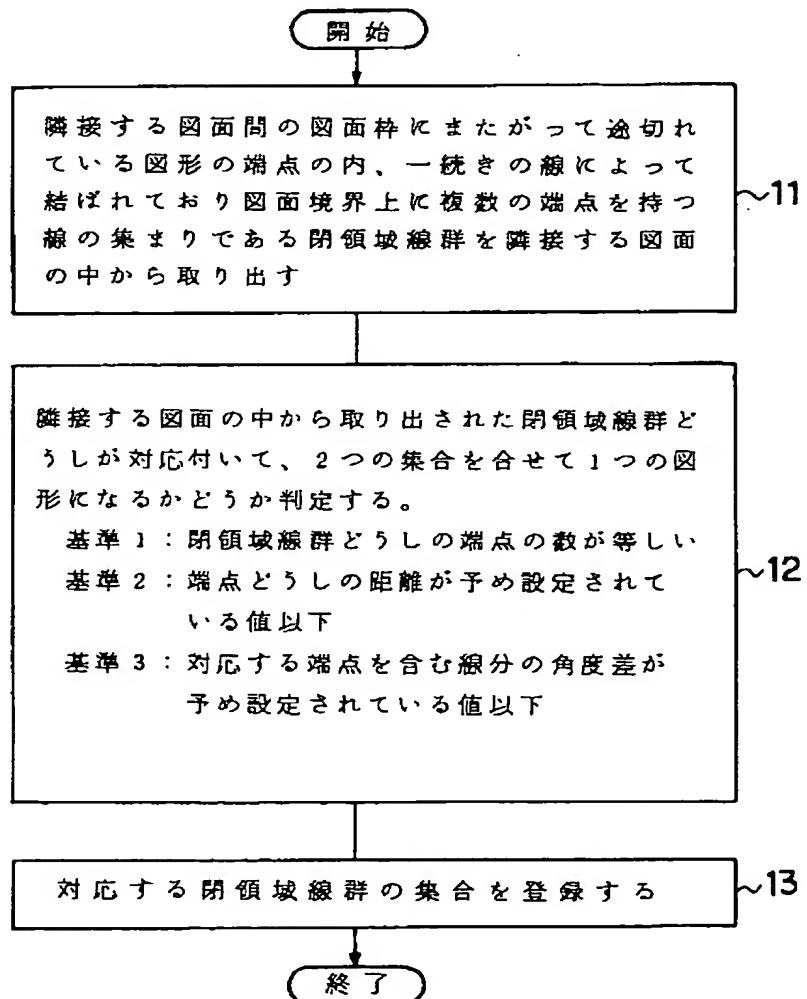 開始
隣接する図面間の図面枠にまたがって途切れ
ている図形の端点の内、一続きの線によって
結ばれており図面境界上に複数の端点を持つ
線の集まりである閉領域線群を隣接する図面
の中から取り出す
~11
隣接する図面の中から取り出された閉領域線群ど
うしが対応付いて、2つの集合を合せて1つの図
形になるかどうか判定する。
基準1:閉領域線群どうしの端点の数が等しい
基準2:端点どうしの距離が予め設定されて
いる値以下
基準3:対応する端点を含む線分の角度差が
予め設定されている値以下
~12
対応する閉領域線群の集合を登録する
~13
終了